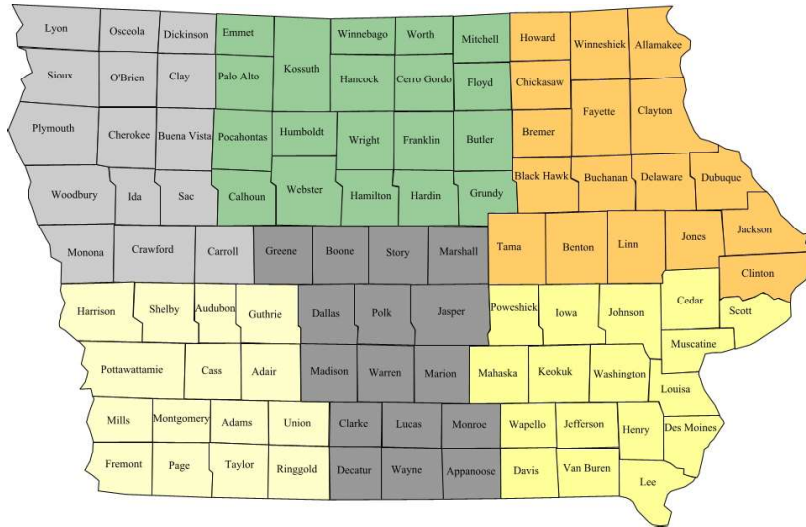 Lyon
Osceola
Dickinson
Emmet
Winnebago
Worth
Mitchell
Howard
Winneshiek
Allamakee
Kossuth
Sioux
O'Brien
Clay
Palo Alto
Hancock
Cerro Gordo
Floyd
Chickasaw
Fayette
Clayton
Plymouth
Cherokee
Buena Vista
Pocahontas
Humboldt
Wright
Franklin
Butler
Bremer
Woodbury
Ida
Sac
Calhoun
Webster
Hamilton
Hardin
Grundy
Black Hawk
Buchanan
Delaware
Dubuque
Monona
Crawford
Carroll
Greene
Boone
Story
Marshall
Tama
Benton
Linn
Jones
Jackson
Clinton
Harrison
Shelby
Audubon
Guthrie
Dallas
Polk
Jasper
Poweshick
Iowa
Johnson
Cedar
Scott
Muscatine
Pottawattamie
Cass
Adair
Madison
Warren
Marion
Mahaska
Keokuk
Washington
Louisa
Mills
Montgomery
Adams
Union
Clarke
Lucas
Monroe
Wapello
Jefferson
Henry
Des Moines
Fremont
Page
Taylor
Ringgold
Decatur
Wayne
Appanoose
Davis
Van Buren
Lee